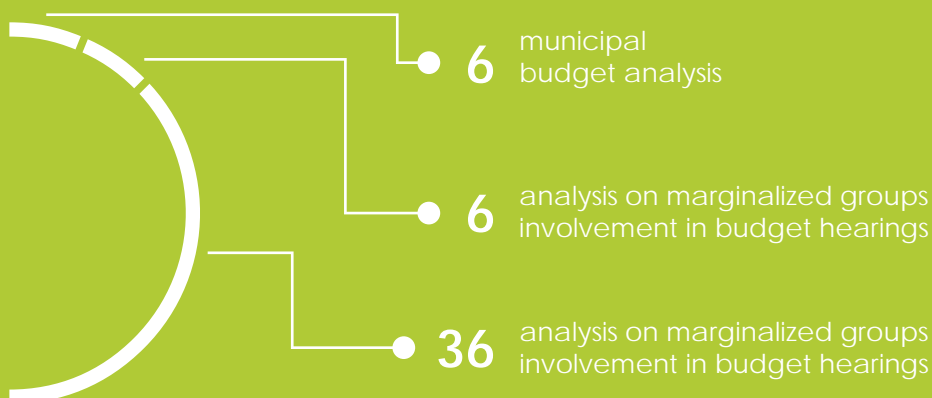 6 municipal
budget analysis
6 analysis on marginalized groups
involvement in budget hearings
36 analysis on marginalized groups
involvement in budget hearings